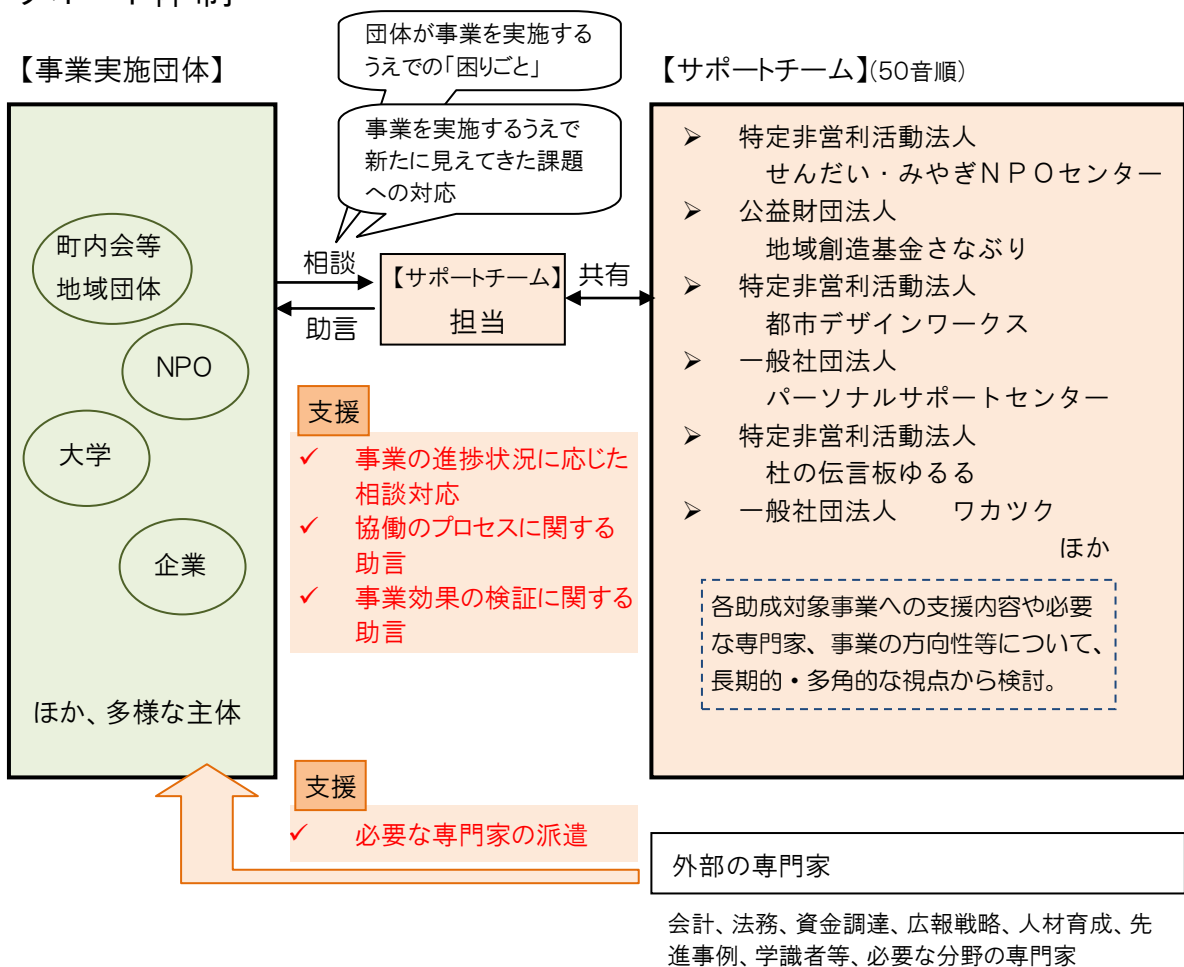 【事業実施団体】
団体が事業を実施する
うえでの「困りごと」
事業を実施するうえで
新たに見えてきた課題
への対応
町内会等
地域団体
NPO
大学
企業
ほか、多様な主体
相談
助言
【サポートチーム】
担当
共有
支援
✓ 事業の進捗状況に応じた
相談対応
✓ 協働のプロセスに関する
助言
✓ 事業効果の検証に関する
助言
【サポートチーム】(50音順)
➢ 特定非営利活動法人
せんだい・みやぎNPOセンター
➢ 公益財団法人
地域創造基金さなぶり
➢ 特定非営利活動法人
都市デザインワークス
➢ 一般社団法人
パーソナルサポートセンター
➢ 特定非営利活動法人
杜の伝言板ゆるる
➢ 一般社団法人　ワカツク
ほか
各助成対象事業への支援内容や必要
な専門家、事業の方向性等について、
長期的・多角的な視点から検討。
支援
✓ 必要な専門家の派遣
外部の専門家
会計、法務、資金調達、広報戦略、人材育成、先
進事例、学識者等、必要な分野の専門家